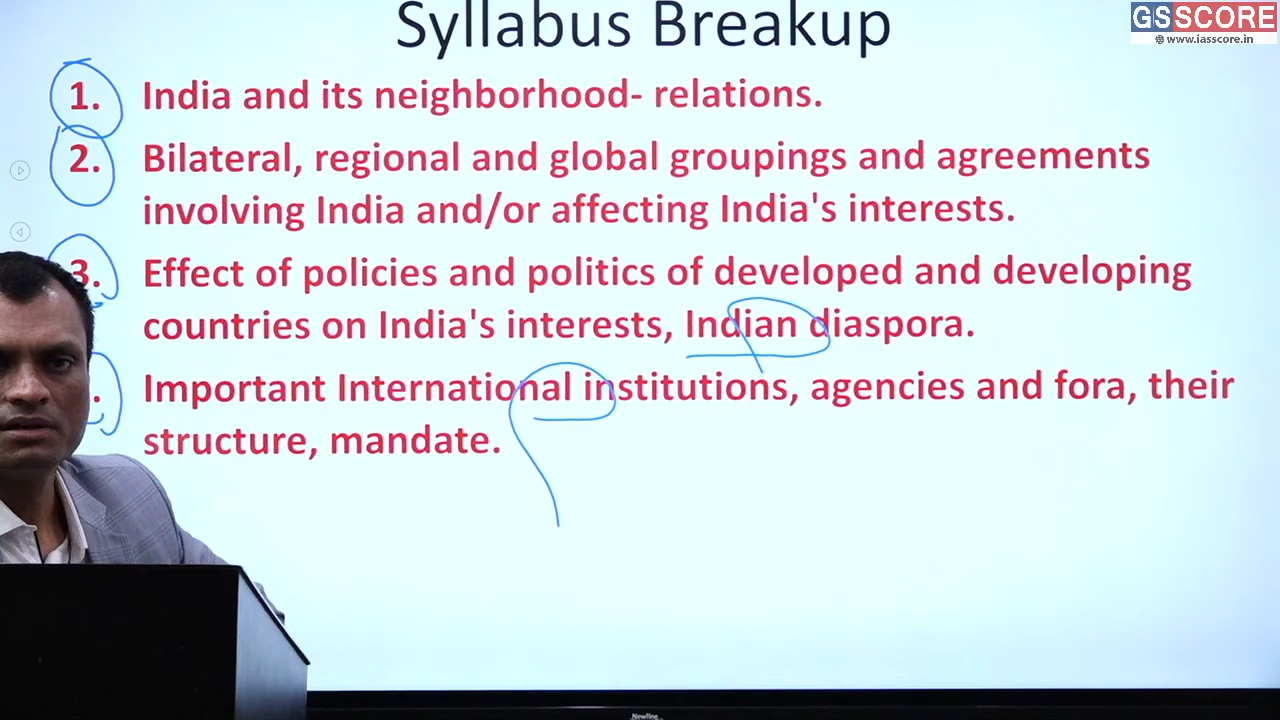 Syllabus Breakup
GSSCORE
www.iasscore.in
1. India and its neighborhood- relations.
2. Bilateral, regional and global groupings and agreements
involving India and/or affecting India's interests.
3. Effect of policies and politics of developed and developing
countries on India's interests, Indian diaspora.
. Important International institutions, agencies and fora, their
structure, mandate.
Newline